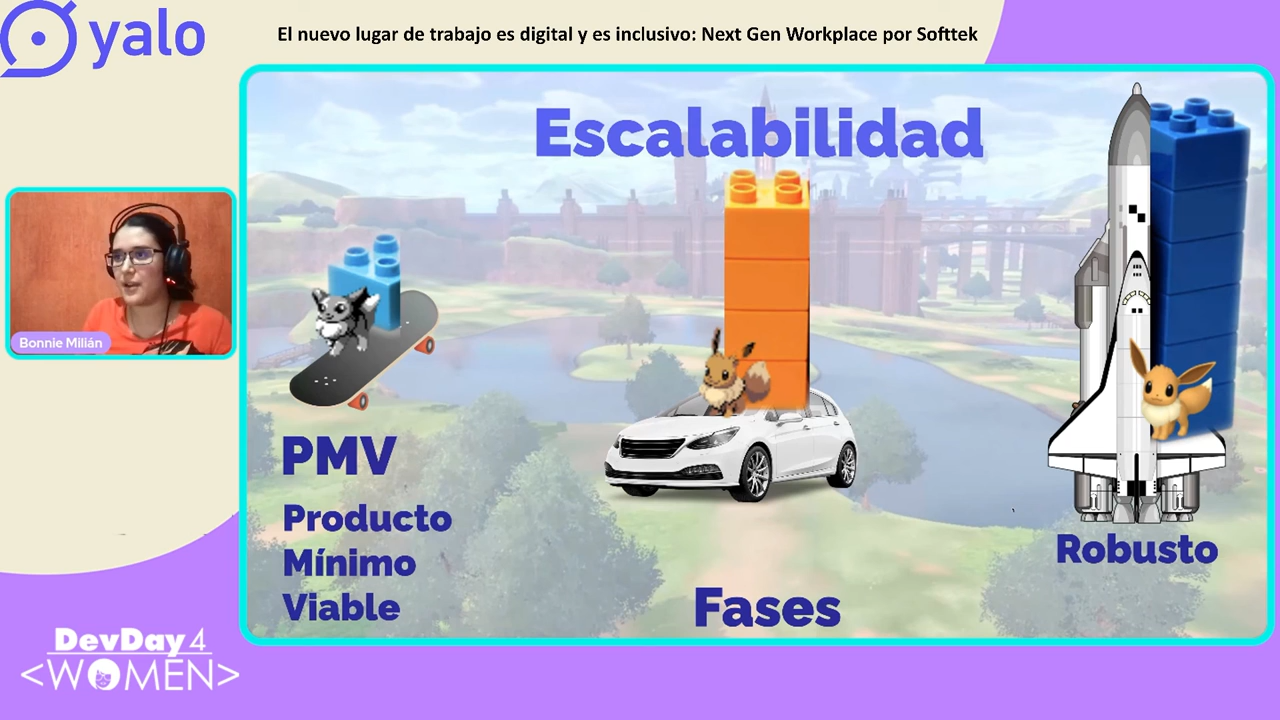 yalo
El nuevo lugar de trabajo es digital y es inclusivo: Next Gen Workplace por Softtek
Escalabilidad
Bonnie Milián
PMV
Producto
Mínimo
Viable
Fases
Robusto
DevDay4
<WOMEN>